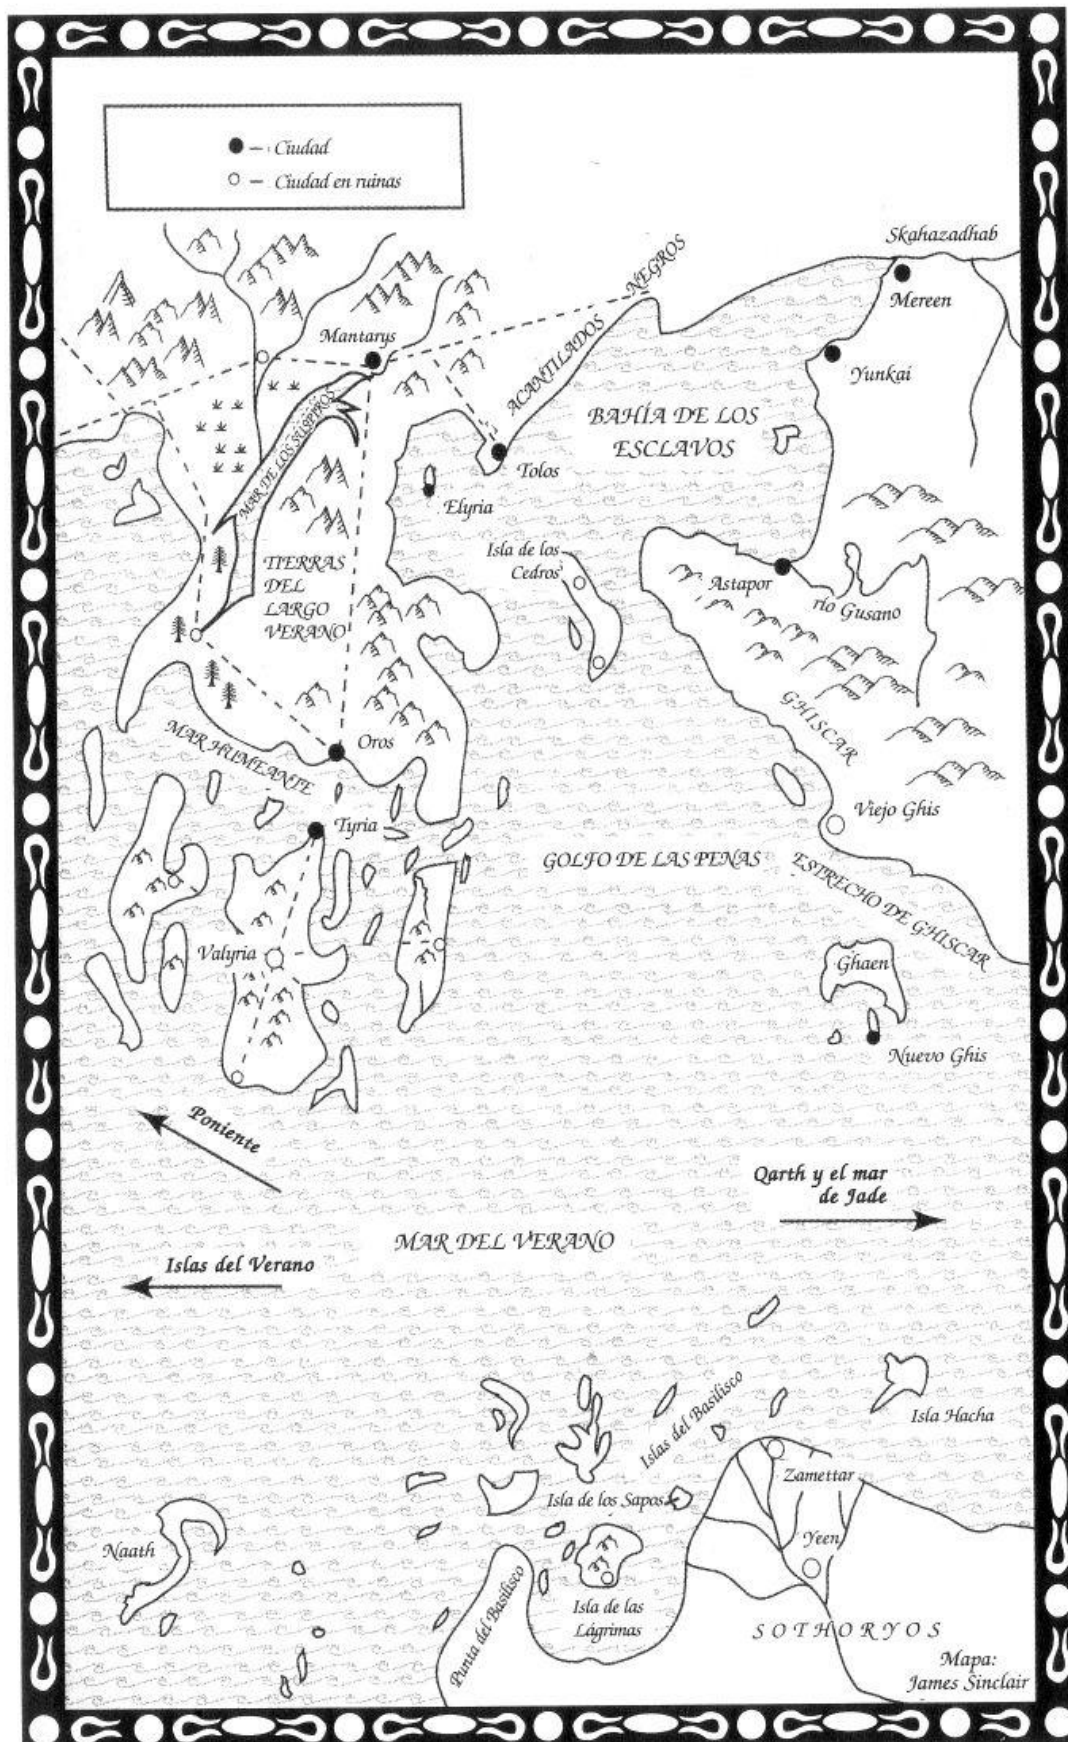 ● – Ciudad
○ – Ciudad en ruinas
Skahazadhab
NEGROS
Mereen
Mantarys
ACANTILADOS
Yunkai
BAHÍA DE LOS
ESCLAVOS
MAR DE LOS SUSPIROS
Tolos
Elyria
Isla de los
Cedros
TIERRAS
DEL
LARGO
VERANO
Astapor
río Gusano
GHISCAR
MAR HUMEANTE
Oros
Tyria
Viejo Ghis
GOLFO DE LAS PENAS
ESTRECHO DE GHISCAR
Valyria
Ghaen
Nuevo Ghis
Poniente
Qarth y el mar
de Jade
MAR DEL VERANO
Islas del Verano
Islas del Basilisco
Isla Hacha
Zamettar
Isla de los Sapos
Naath
Yeen
Punta del Basilisco
Isla de las
Lágrimas
SOTHORYOS
Mapa:
James Sinclair